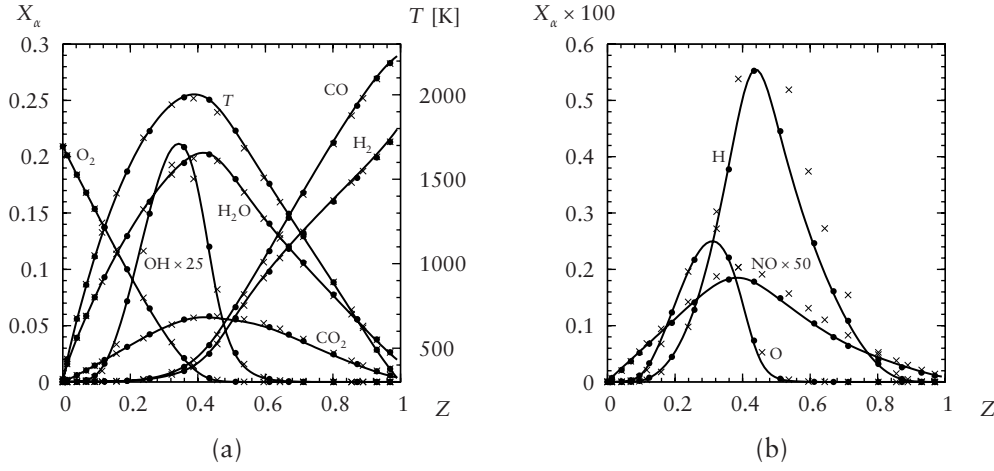 X_α T [K]
0.3
0.25
0.2
0.15
0.1
0.05
0
2000
1500
1000
500
0 0.2 0.4 0.6 0.8 1
Z
O₂
T
CO
H₂
H₂O
OH × 25
CO₂
(a)
X_α × 100
0.6
0.5
0.4
0.3
0.2
0.1
0
0 0.2 0.4 0.6 0.8 1
Z
H
NO × 50
O
(b)